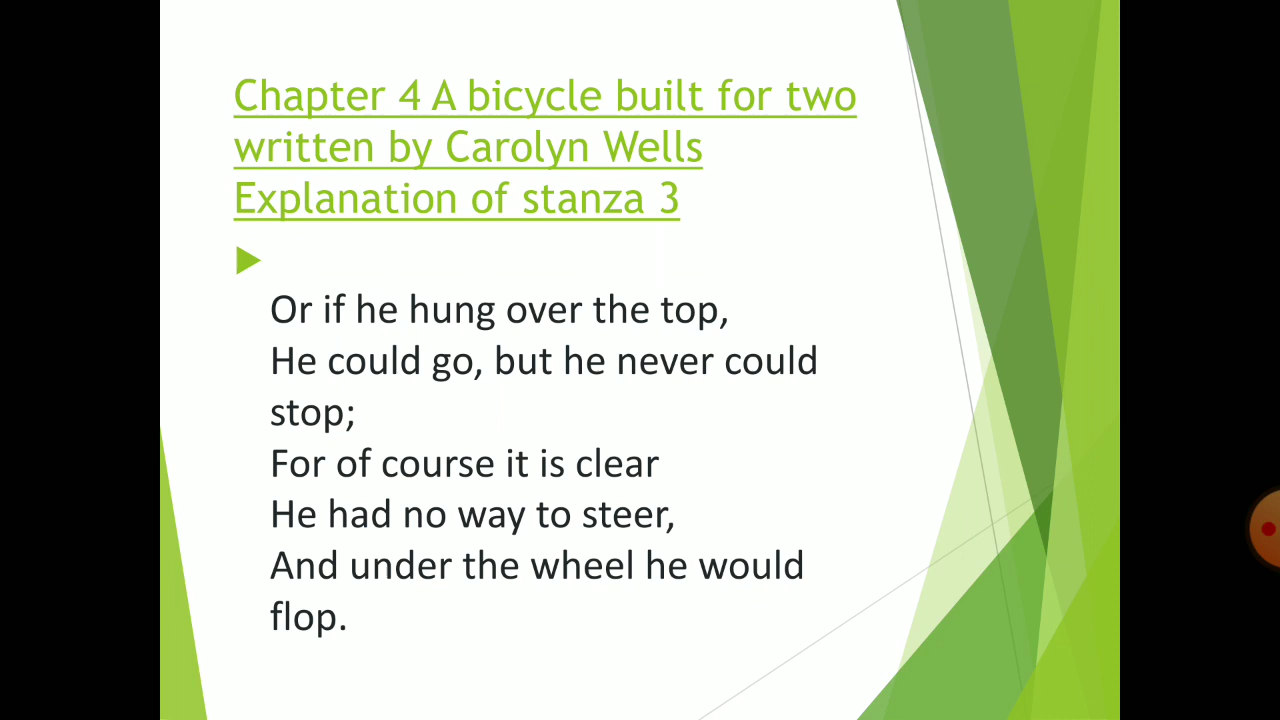 Chapter 4 A bicycle built for two
written by Carolyn Wells
Explanation of stanza 3
Or if he hung over the top,
He could go, but he never could
stop;
For of course it is clear
He had no way to steer,
And under the wheel he would
flop.